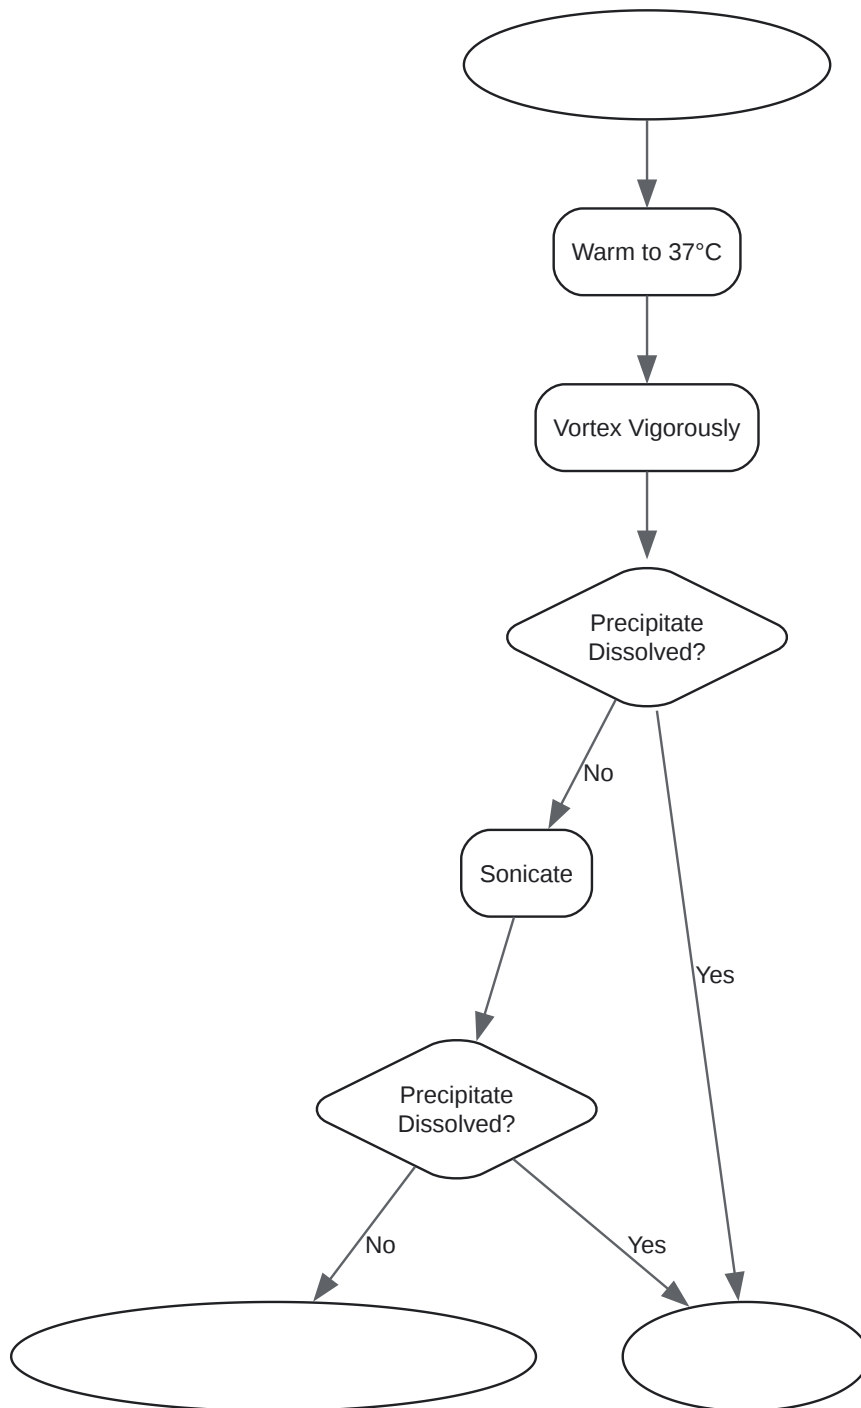 Warm to 37°C
Vortex Vigorously
Precipitate
Dissolved?
No
Sonicate
Yes
Precipitate
Dissolved?
No
Yes